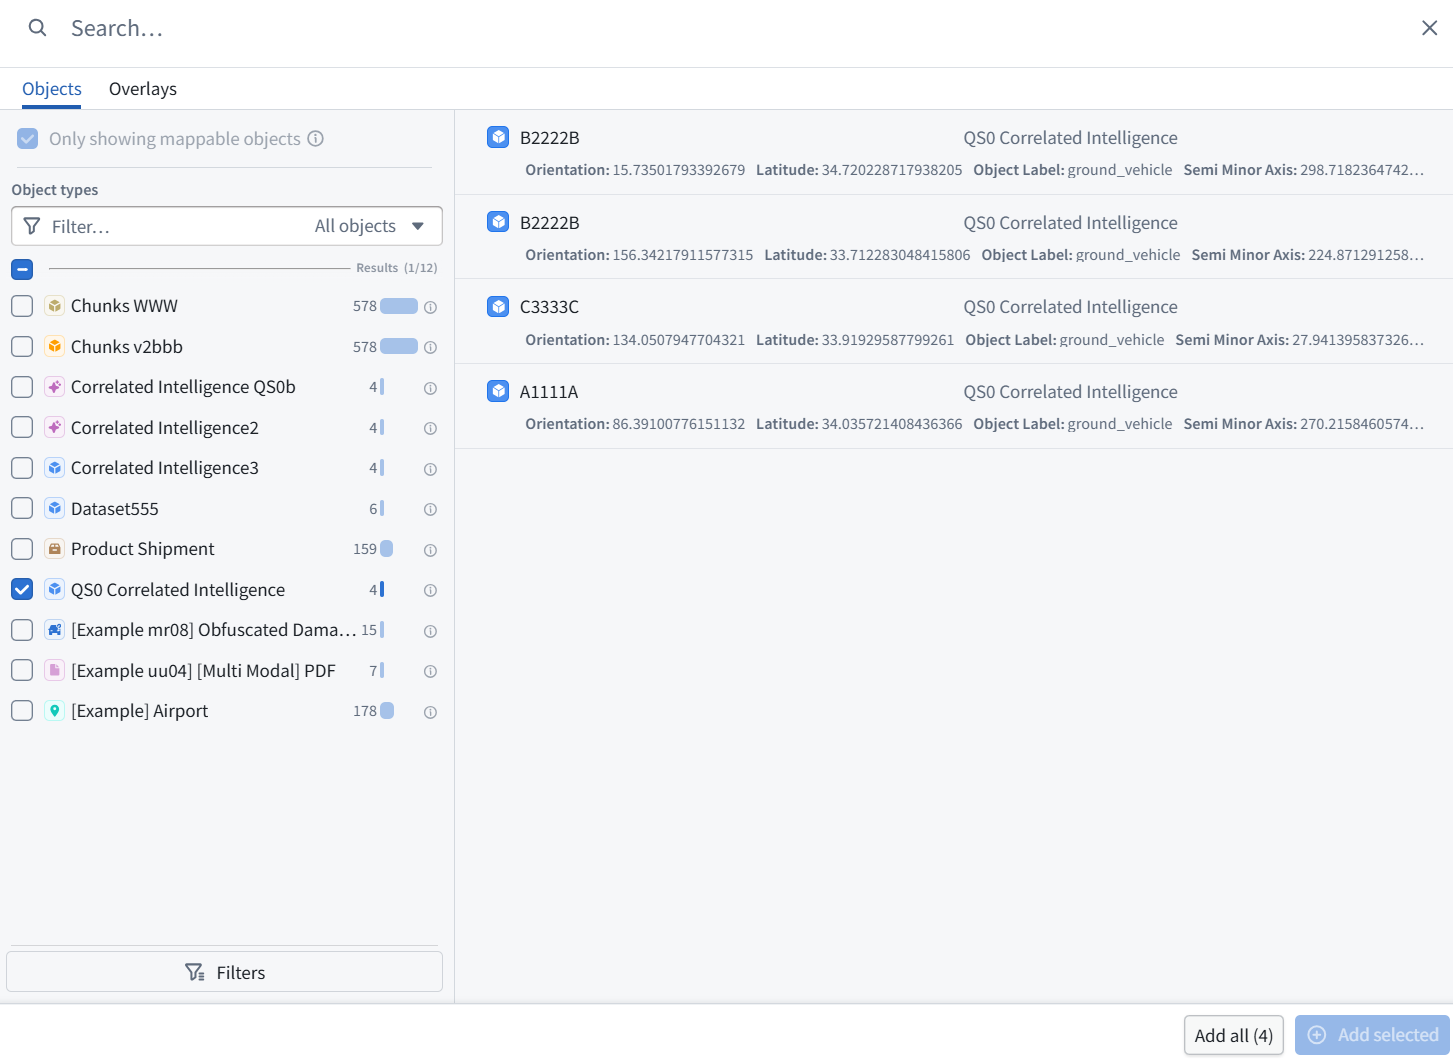 Search…
Objects Overlays
Only showing mappable objects
Object types
Filter… All objects
Results (1/12)
Chunks WWW 578
Chunks v2bbb 578
Correlated Intelligence QS0b 4
Correlated Intelligence2 4
Correlated Intelligence3 4
Dataset555 6
Product Shipment 159
QS0 Correlated Intelligence 4
[Example mr08] Obfuscated Dama… 15
[Example uu04] [Multi Modal] PDF 7
[Example] Airport 178
Filters
B2222B QS0 Correlated Intelligence
Orientation: 15.73501793392679 Latitude: 34.720228717938205 Object Label: ground_vehicle Semi Minor Axis: 298.7182364742…
B2222B QS0 Correlated Intelligence
Orientation: 156.34217911577315 Latitude: 33.712283048415806 Object Label: ground_vehicle Semi Minor Axis: 224.871291258…
C3333C QS0 Correlated Intelligence
Orientation: 134.0507947704321 Latitude: 33.91929587799261 Object Label: ground_vehicle Semi Minor Axis: 27.941395837326…
A1111A QS0 Correlated Intelligence
Orientation: 86.39100776151132 Latitude: 34.035721408436366 Object Label: ground_vehicle Semi Minor Axis: 270.2158460574…
Add all (4) Add selected